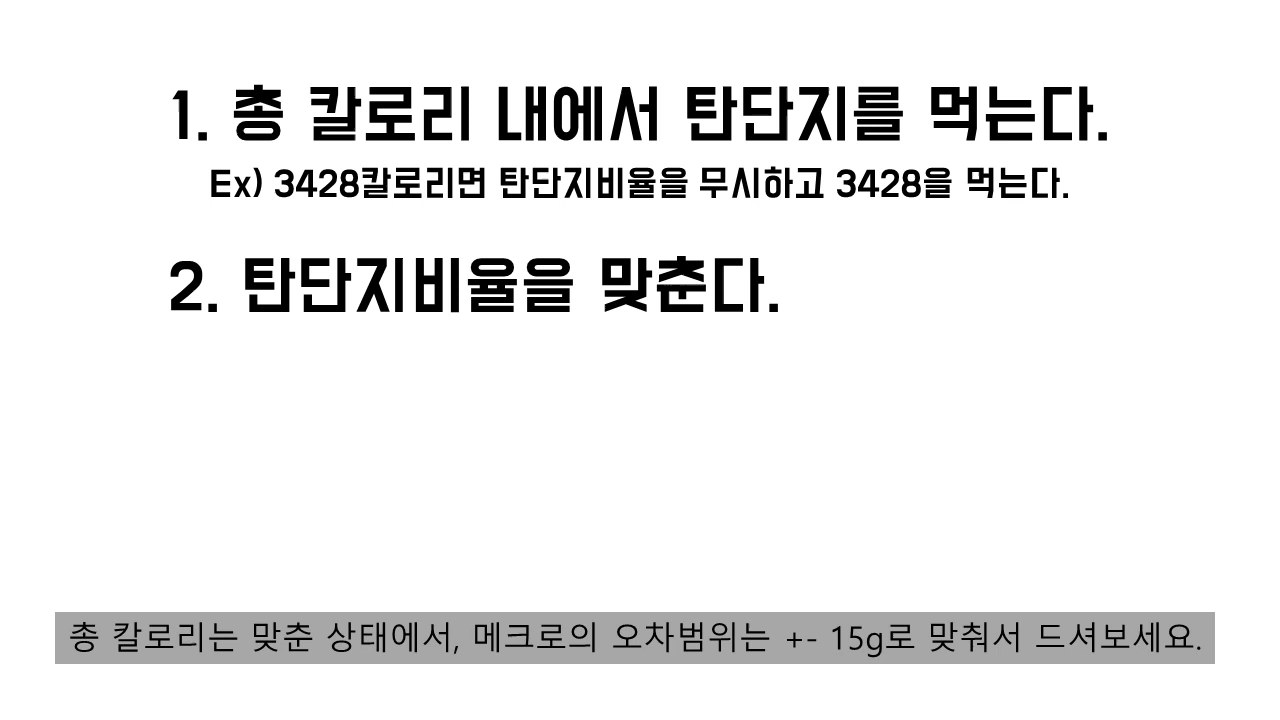 1. 총 칼로리 내에서 탄단지를 먹는다.
Ex) 3428칼로리면 탄단지비율을 무시하고 3428을 먹는다.
2. 탄단지비율을 맞춘다.
총 칼로리는 맞춘 상태에서, 메크로의 오차범위는 +- 15g로 맞춰서 드셔보세요.